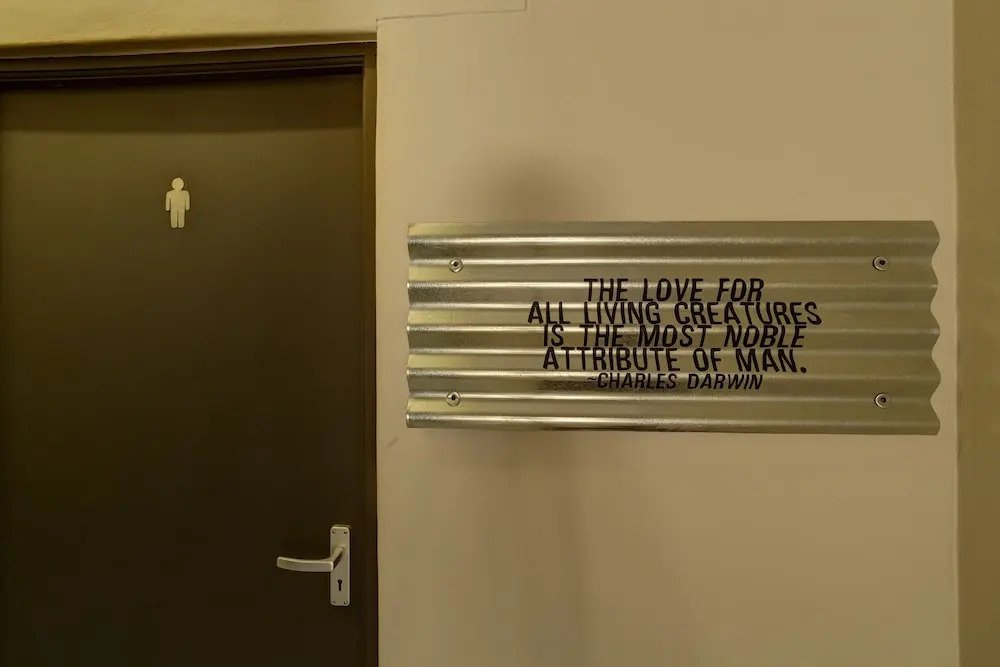 THE LOVE FOR
ALL LIVING CREATURES
IS THE MOST NOBLE
ATTRIBUTE OF MAN.
~CHARLES DARWIN